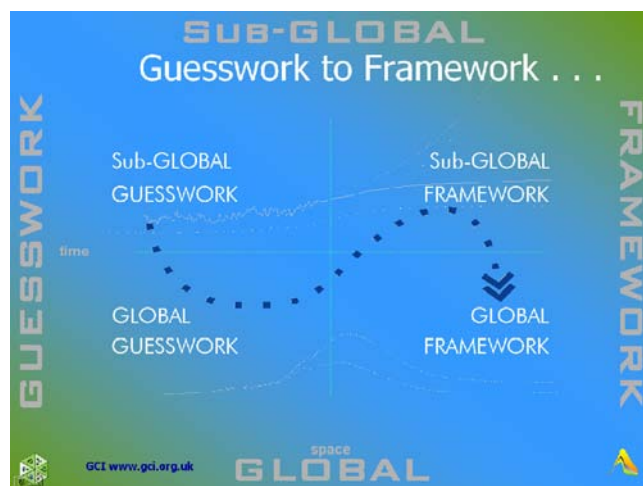 SUB-GLOBAL
Guesswork to Framework . . .
GUESSWORK
FRAMEWORK
Sub-GLOBAL
GUESSWORK
Sub-GLOBAL
FRAMEWORK
time
GLOBAL
GUESSWORK
GLOBAL
FRAMEWORK
space
GLOBAL
GCI www.gci.org.uk